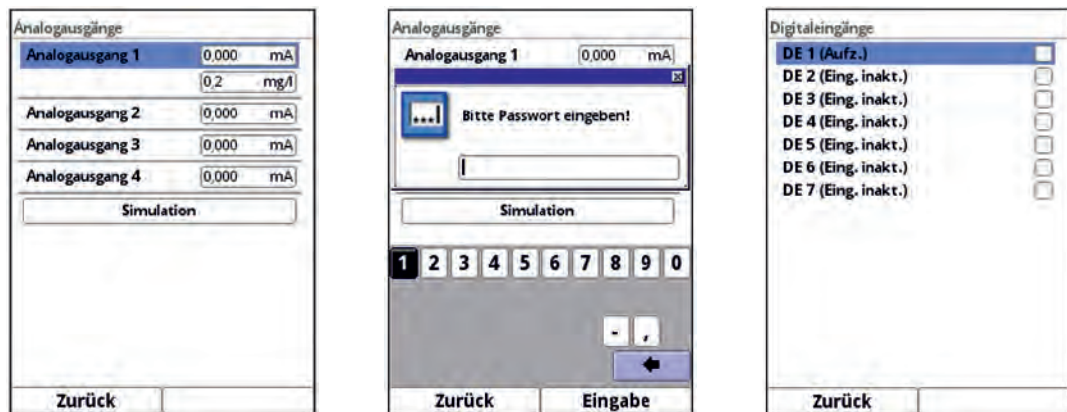 Analogausgänge
Analogausgang 1 0,000 mA
0,2 mg/l
Analogausgang 2 0,000 mA
Analogausgang 3 0,000 mA
Analogausgang 4 0,000 mA
Simulation
Zurück
Analogausgänge
Analogausgang 1 0,000 mA
...I Bitte Passwort eingeben!
Simulation
1 2 3 4 5 6 7 8 9 0
- ,
Zurück Eingabe
Digitaleingänge
DE 1 (Aufz.)
DE 2 (Eing. inakt.)
DE 3 (Eing. inakt.)
DE 4 (Eing. inakt.)
DE 5 (Eing. inakt.)
DE 6 (Eing. inakt.)
DE 7 (Eing. inakt.)
Zurück